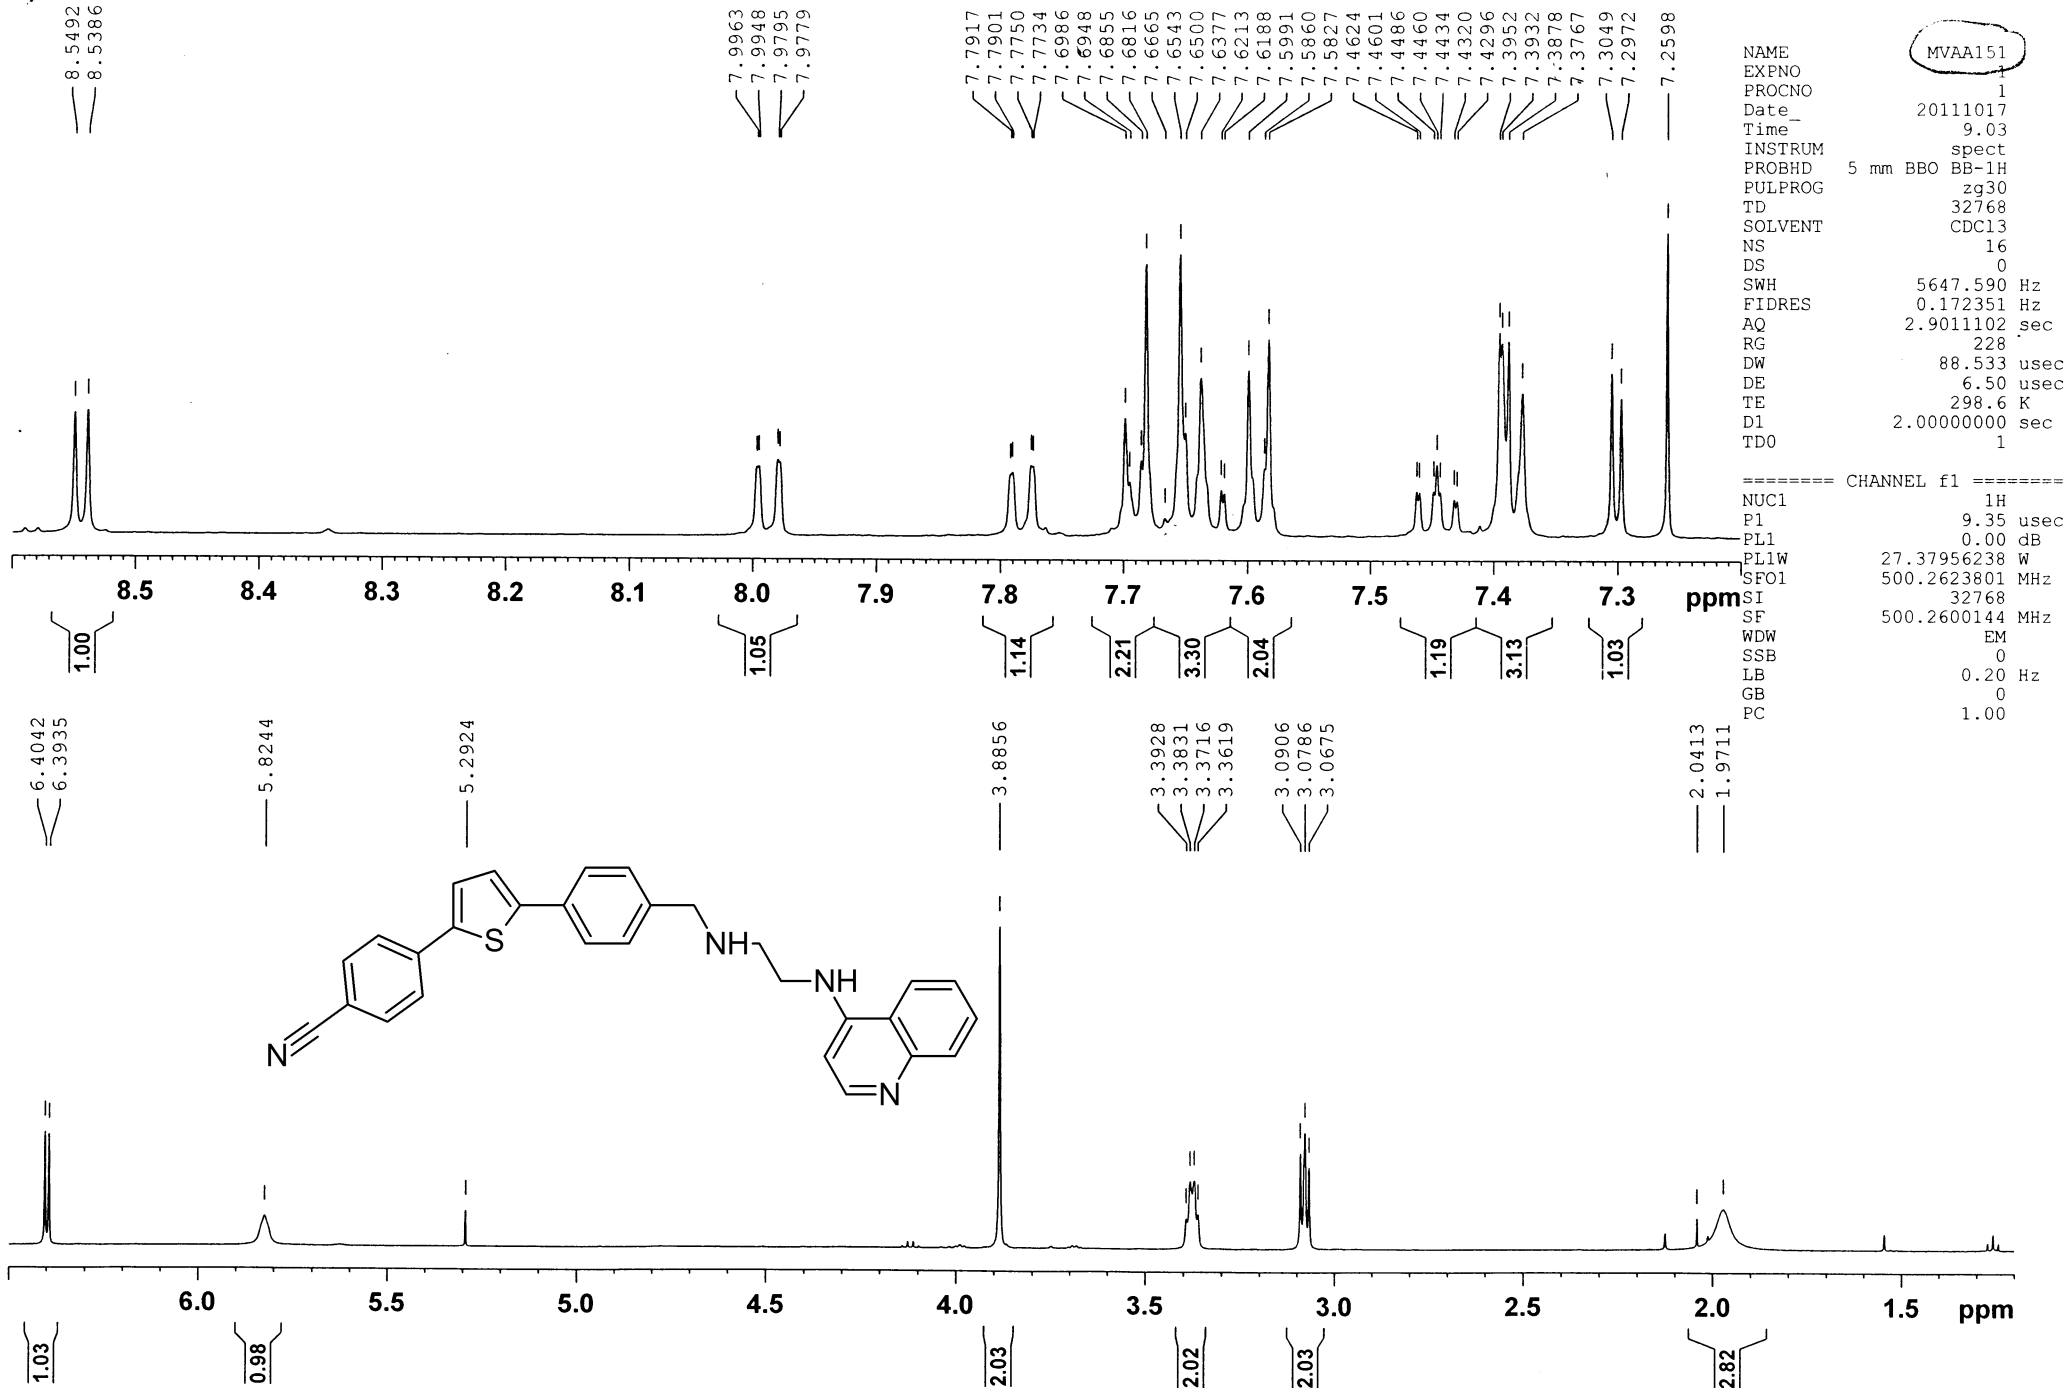 8.5492
8.5386
7.9963
7.9948
7.9795
7.9779
7.7917
7.7901
7.7750
7.7734
7.6986
7.6948
7.6855
7.6816
7.6665
7.6543
7.6500
7.6377
7.6213
7.6188
7.5991
7.5860
7.5827
7.4624
7.4601
7.4486
7.4460
7.4434
7.4320
7.4296
7.3952
7.3932
7.3878
7.3767
7.3049
7.2972
7.2598
NAME MVAA151
EXPNO 1
PROCNO 1
Date_ 20111017
Time 9.03
INSTRUM spect
PROBHD 5 mm BBO BB-1H
PULPROG zg30
TD 32768
SOLVENT CDCl3
NS 16
DS 0
SWH 5647.590 Hz
FIDRES 0.172351 Hz
AQ 2.9011102 sec
RG 228
DW 88.533 usec
DE 6.50 usec
TE 298.6 K
D1 2.00000000 sec
TD0 1
======== CHANNEL f1 ========
NUC1 1H
P1 9.35 usec
PL1 0.00 dB
PL1W 27.37956238 W
SFO1 500.2623801 MHz
SI 32768
SF 500.2600144 MHz
WDW EM
SSB 0
LB 0.20 Hz
GB 0
PC 1.00
8.5 8.4 8.3 8.2 8.1 8.0 7.9 7.8 7.7 7.6 7.5 7.4 7.3 ppm
1.00 1.05 1.14 2.21 3.30 2.04 1.19 3.13 1.03
6.4042
6.3935
5.8244
5.2924
3.8856
3.3928
3.3831
3.3716
3.3619
3.0906
3.0786
3.0675
2.0413
1.9711
S
NH
NH
N
N
6.0 5.5 5.0 4.5 4.0 3.5 3.0 2.5 2.0 1.5 ppm
1.03 0.98 2.03 2.02 2.03 2.82